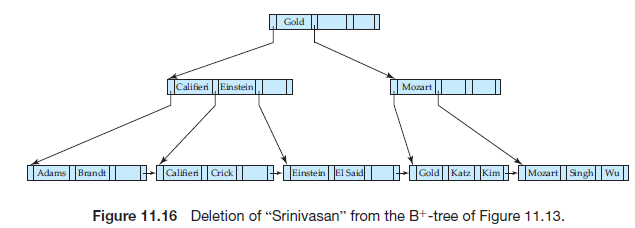 Gold
Califieri Einstein Mozart
Adams Brandt Califieri Crick Einstein El Said Gold Katz Kim Mozart Singh Wu
Figure 11.16 Deletion of “Srinivasan” from the B+-tree of Figure 11.13.